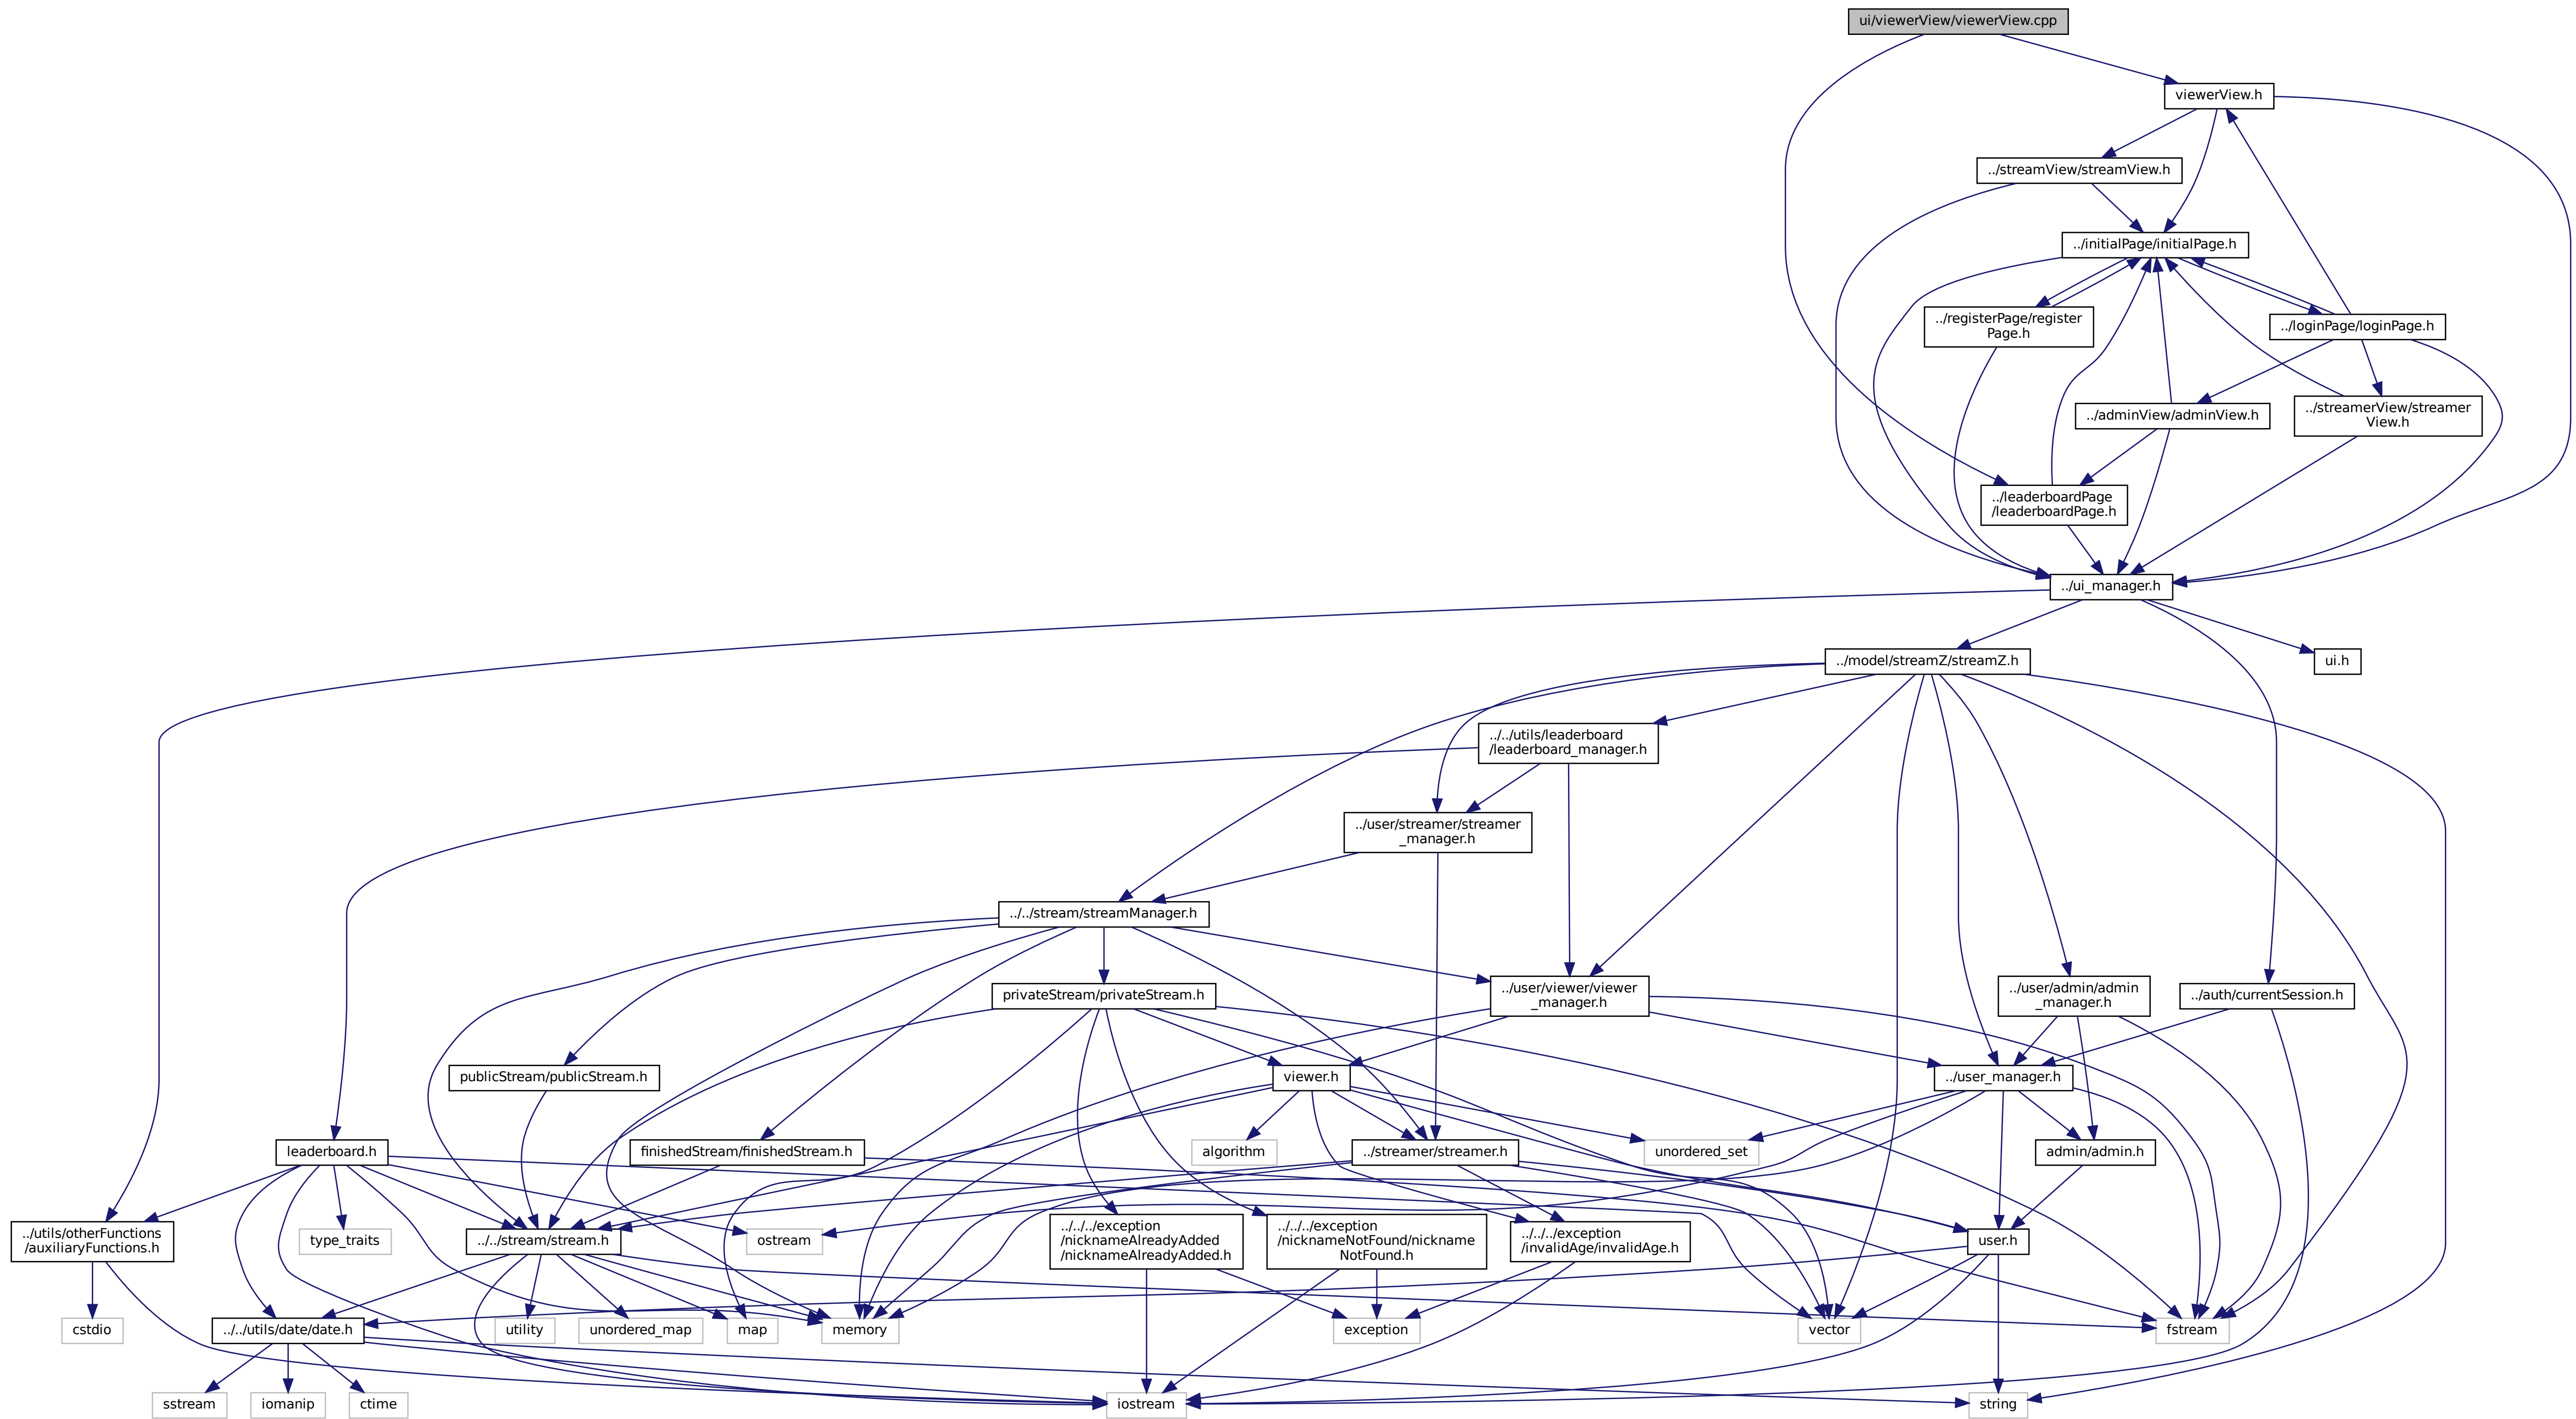 ui/viewerView/viewerView.cpp
viewerView.h
../streamView/streamView.h
../initialPage/initialPage.h
../registerPage/register
Page.h
../loginPage/loginPage.h
../adminView/adminView.h
../streamerView/streamer
View.h
../leaderboardPage
/leaderboardPage.h
../ui_manager.h
../model/streamZ/streamZ.h
ui.h
../../utils/leaderboard
/leaderboard_manager.h
../user/streamer/streamer
_manager.h
../../stream/streamManager.h
privateStream/privateStream.h
../user/viewer/viewer
_manager.h
../user/admin/admin
_manager.h
../auth/currentSession.h
publicStream/publicStream.h
viewer.h
../user_manager.h
leaderboard.h
finishedStream/finishedStream.h
algorithm
../streamer/streamer.h
unordered_set
admin/admin.h
../utils/otherFunctions
/auxiliaryFunctions.h
type_traits
../../stream/stream.h
ostream
../../../exception
/nicknameAlreadyAdded
/nicknameAlreadyAdded.h
../../../exception
/nicknameNotFound/nickname
NotFound.h
../../../exception
/invalidAge/invalidAge.h
user.h
cstdio
../../utils/date/date.h
utility
unordered_map
map
memory
exception
vector
fstream
sstream
iomanip
ctime
iostream
string